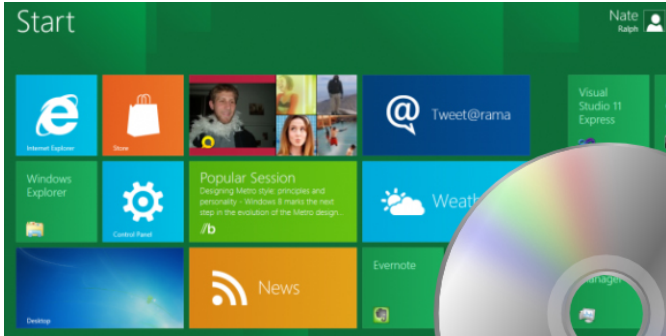 Start
Nate
Ralph
Internet Explorer
Store
@
Tweet@rama
Visual
Studio 11
Express
Windows
Explorer
Control Panel
Popular Session
Designing Metro style: principles and
personality - Windows 8 marks the next
step in the evolution of the Metro design...
//b
Weath
Desktop
News
Evernote
Manager